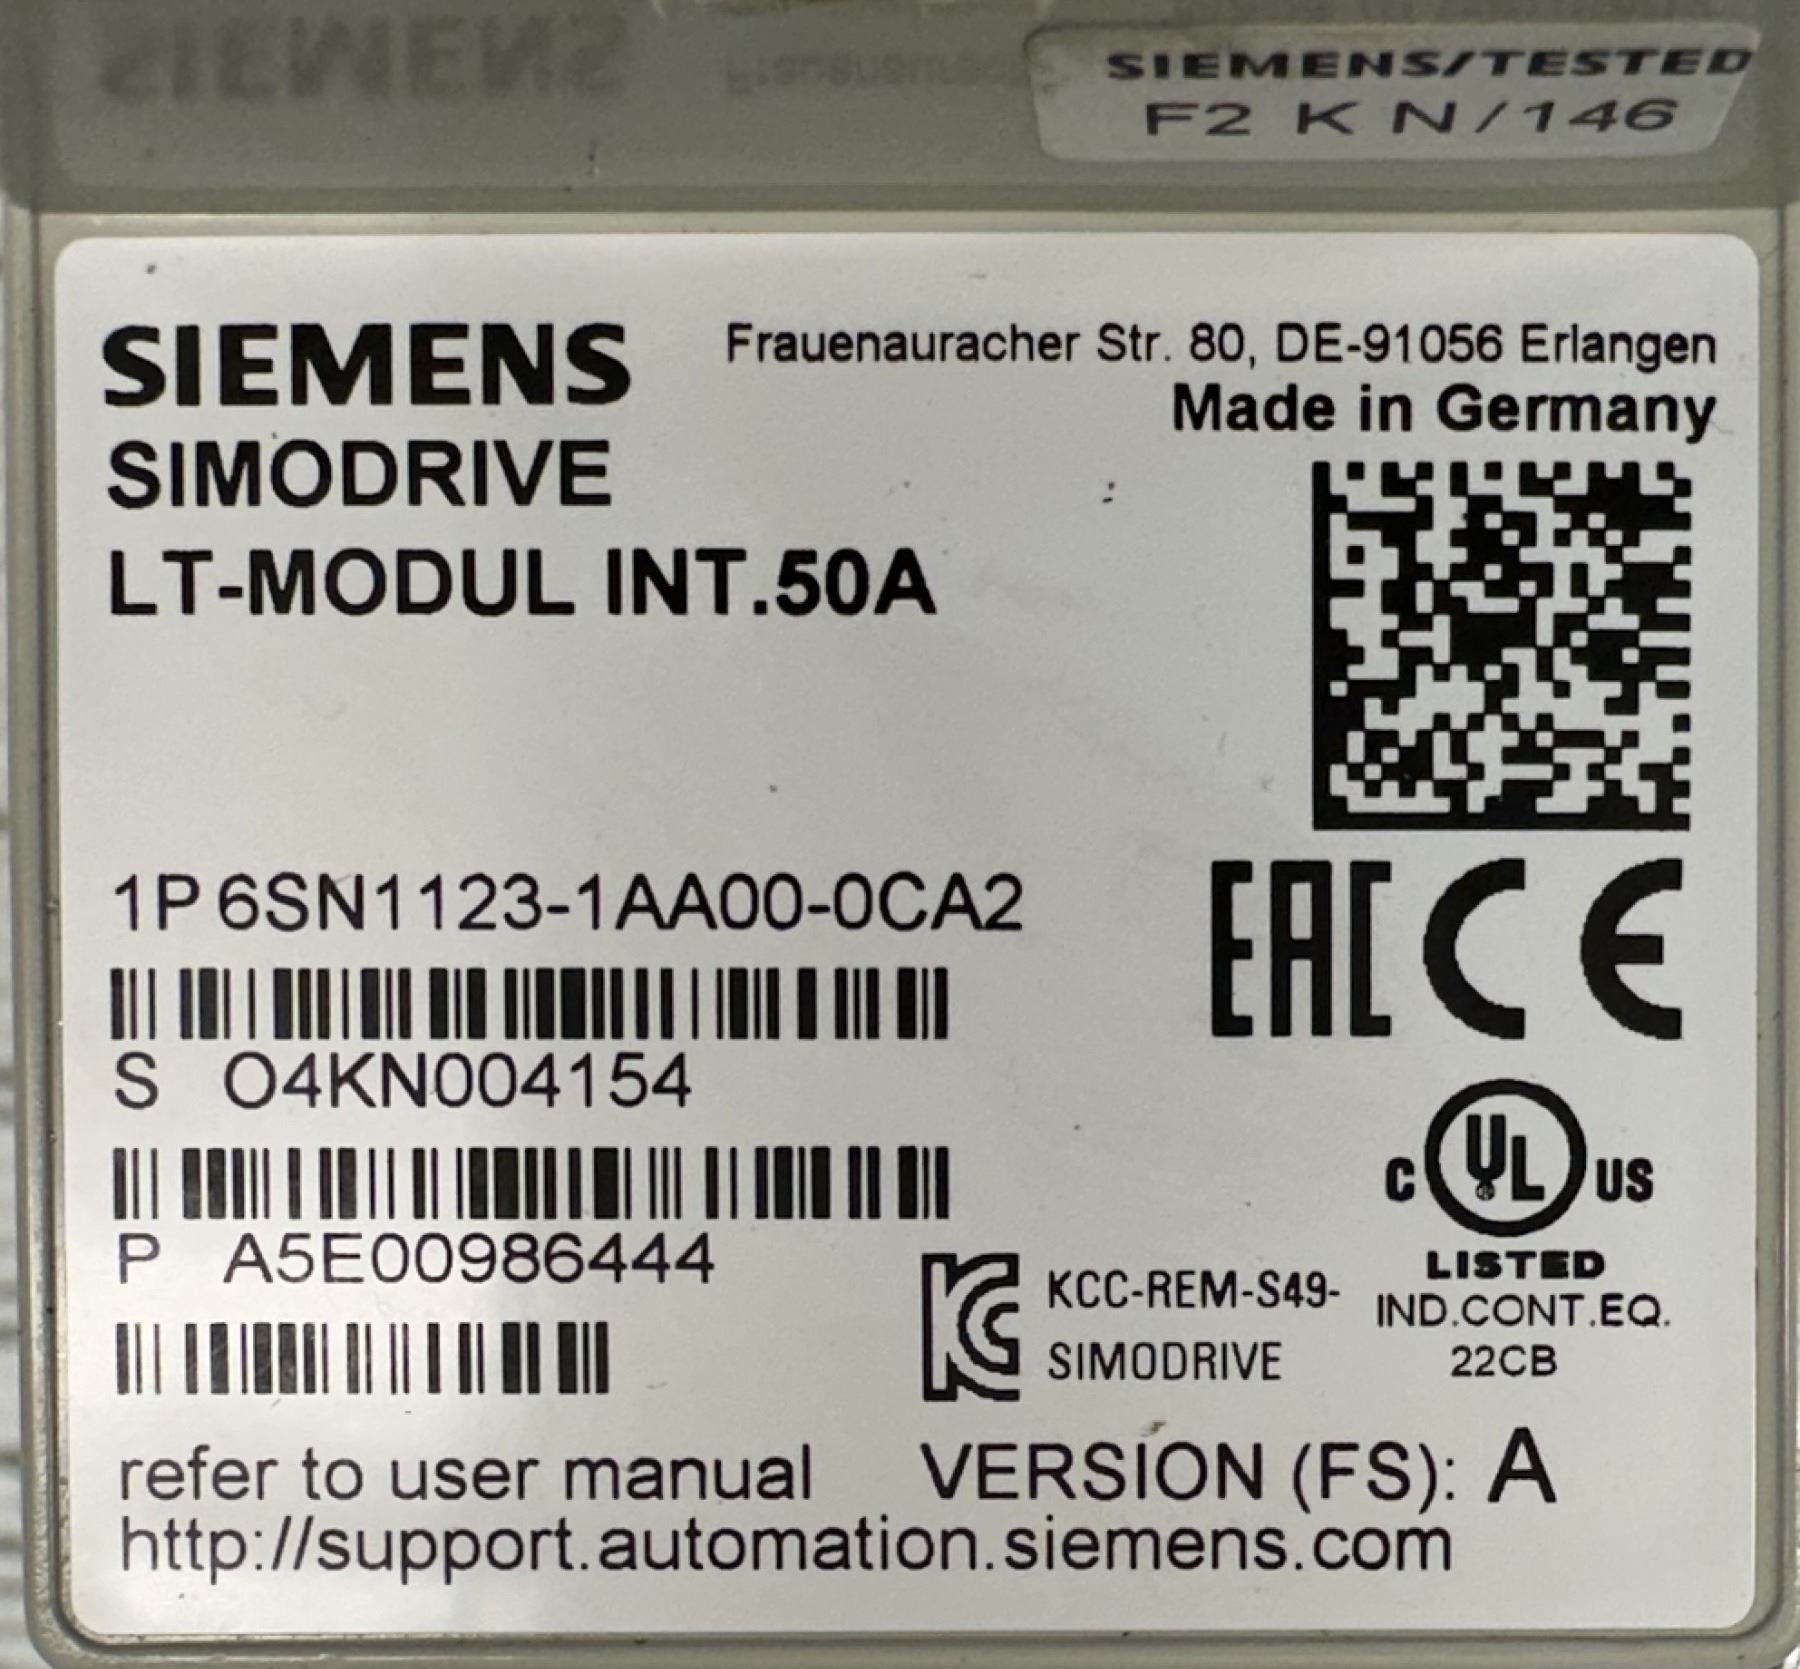 SIEMENS/TESTED
F2 K N/146
SIEMENS
Frauenauracher Str. 80, DE-91056 Erlangen
Made in Germany
SIMODRIVE
LT-MODUL INT.50A
1P 6SN1123-1AA00-0CA2
EAC CE
S O4KN004154
C UL US
LISTED
IND.CONT.EQ.
22CB
P A5E00986444
KCC-REM-S49-
SIMODRIVE
refer to user manual VERSION (FS): A
http://support.automation.siemens.com